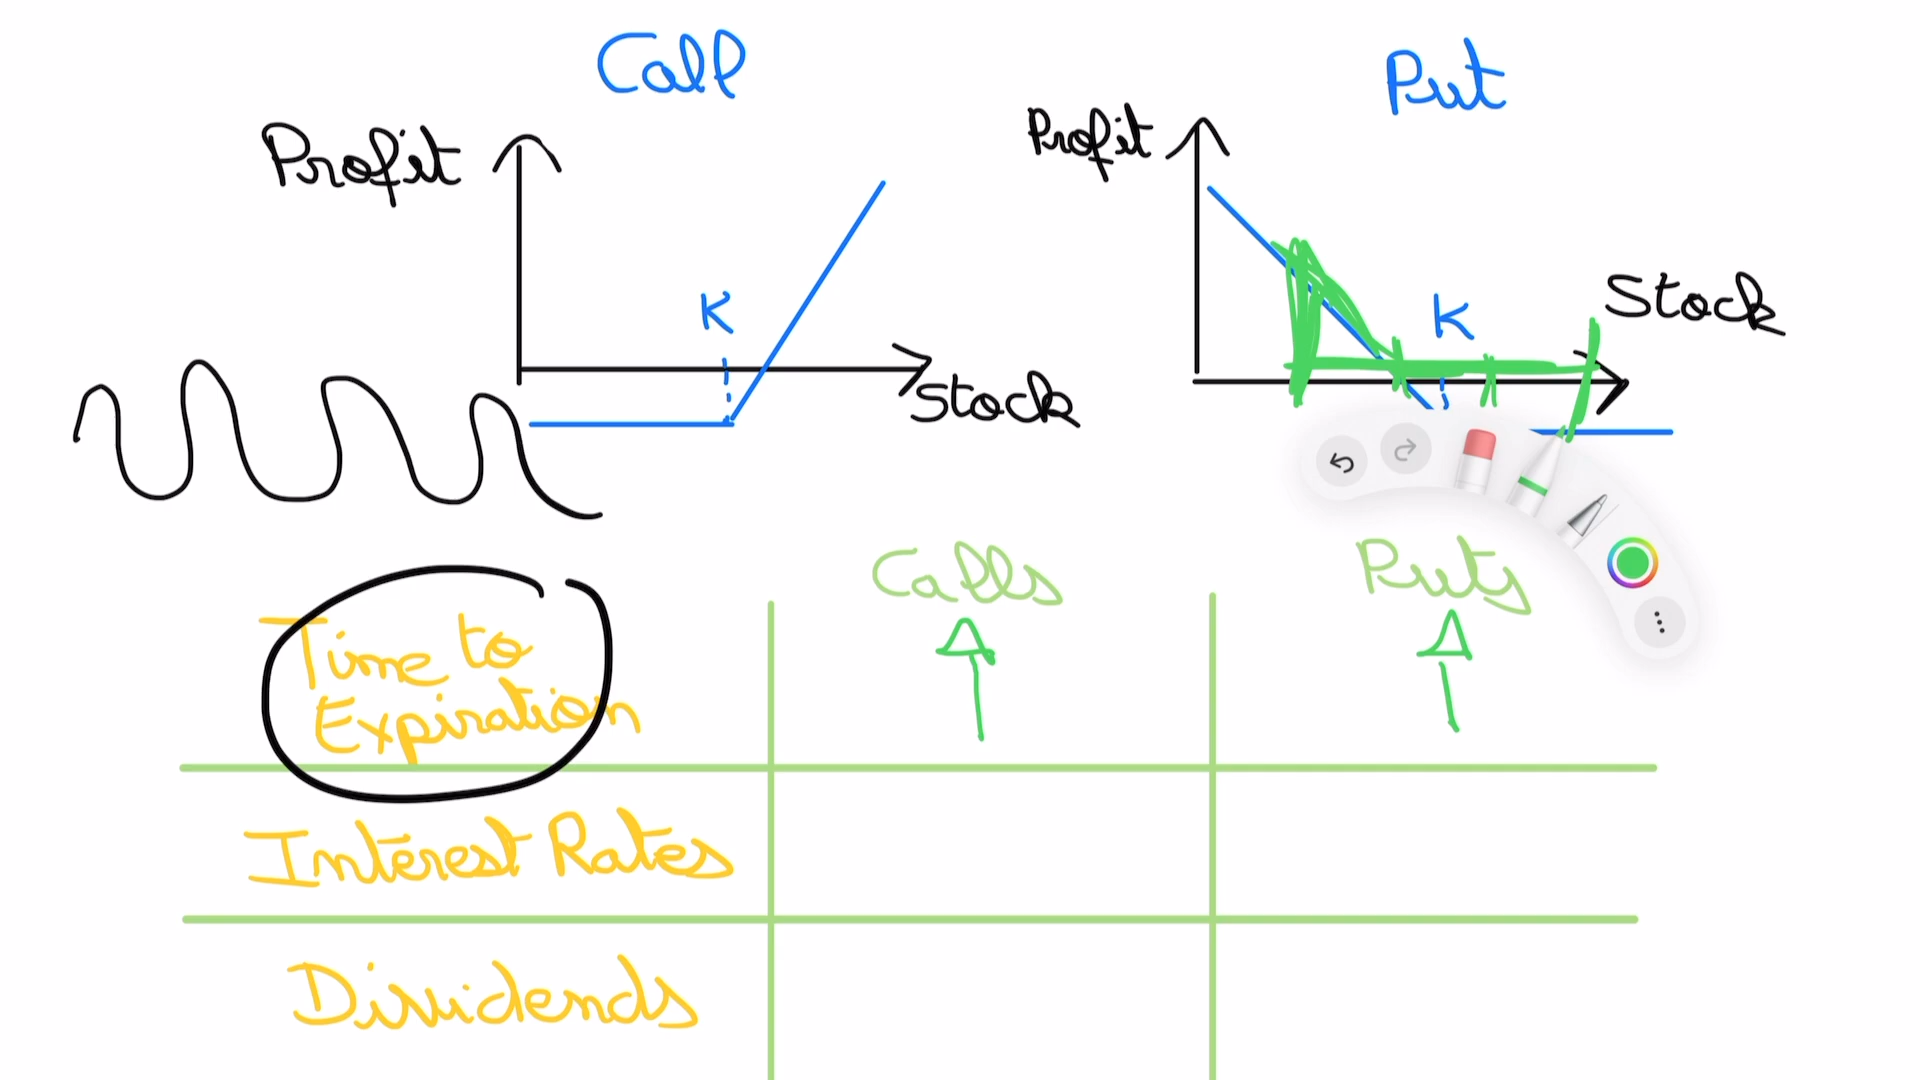 Call
Put
Profit
Profit
K
K
Stock
Stock
Calls
Puts
Time to
Expiration
Interest Rates
Dividends